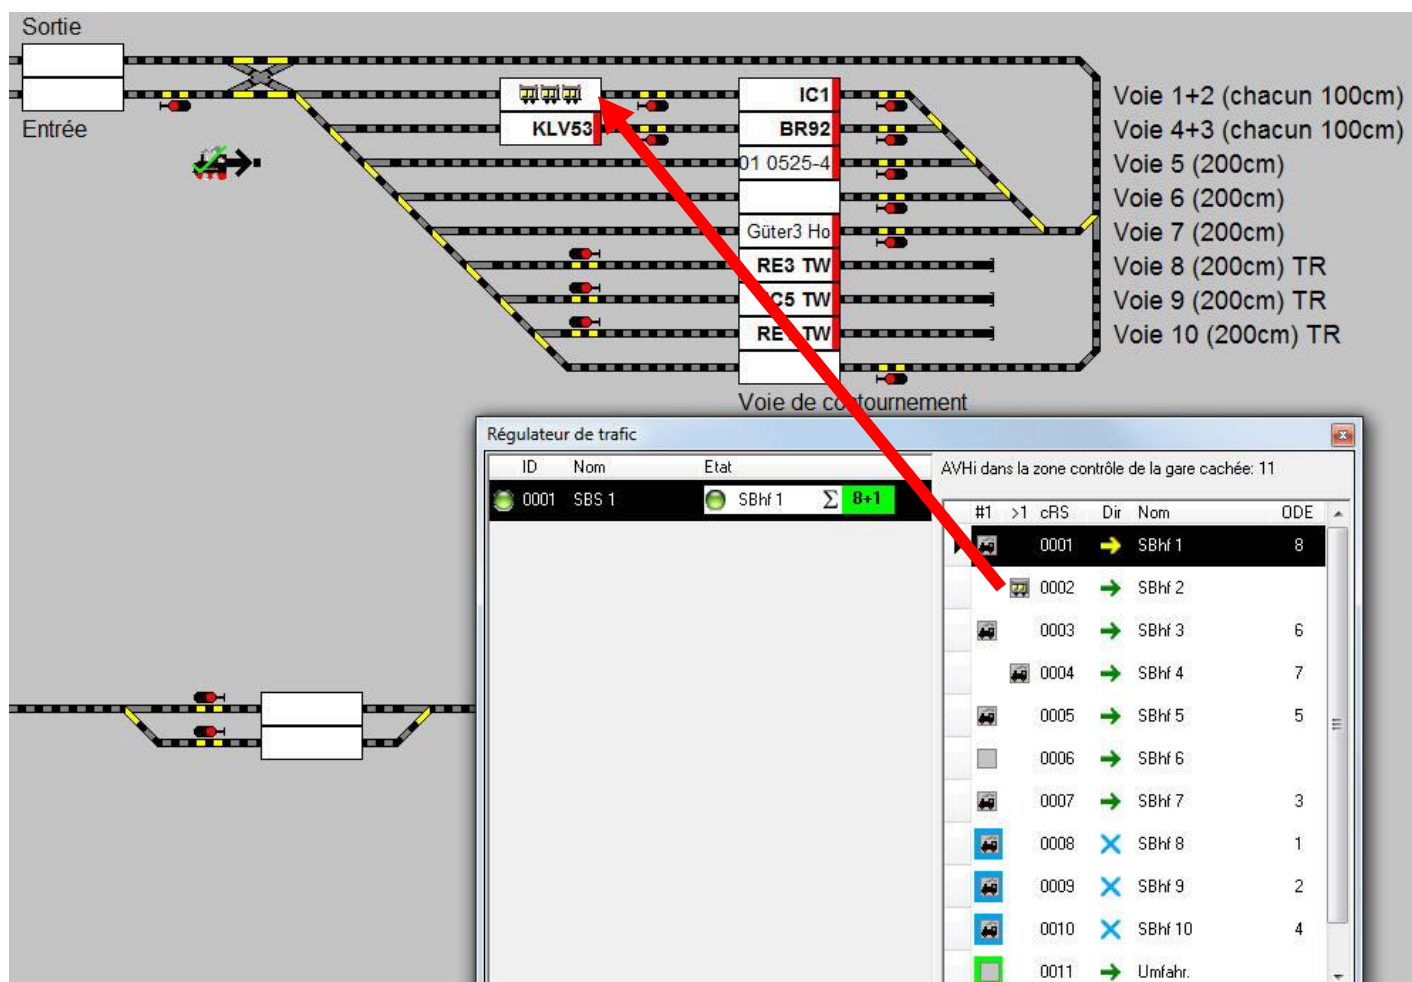 Sortie
Entrée
KLV53
IC1
BR92
01 0525-4
Güter3 Ho
RE3 TW
C5 TW
TW
Voie 1+2 (chacun 100cm)
Voie 4+3 (chacun 100cm)
Voie 5 (200cm)
Voie 6 (200cm)
Voie 7 (200cm)
Voie 8 (200cm) TR
Voie 9 (200cm) TR
Voie 10 (200cm) TR
Voie de contournement
Régulateur de trafic
ID Nom Etat
0001 SBS 1 SBhf 1 Σ 8+1
AVHi dans la zone contrôle de la gare cachée: 11
#1 >1 cRS Dir Nom ODE
0001 SBhf 1 8
0002 SBhf 2
0003 SBhf 3 6
0004 SBhf 4 7
0005 SBhf 5 5
0006 SBhf 6
0007 SBhf 7 3
0008 SBhf 8 1
0009 SBhf 9 2
0010 SBhf 10 4
0011 Umfahr.